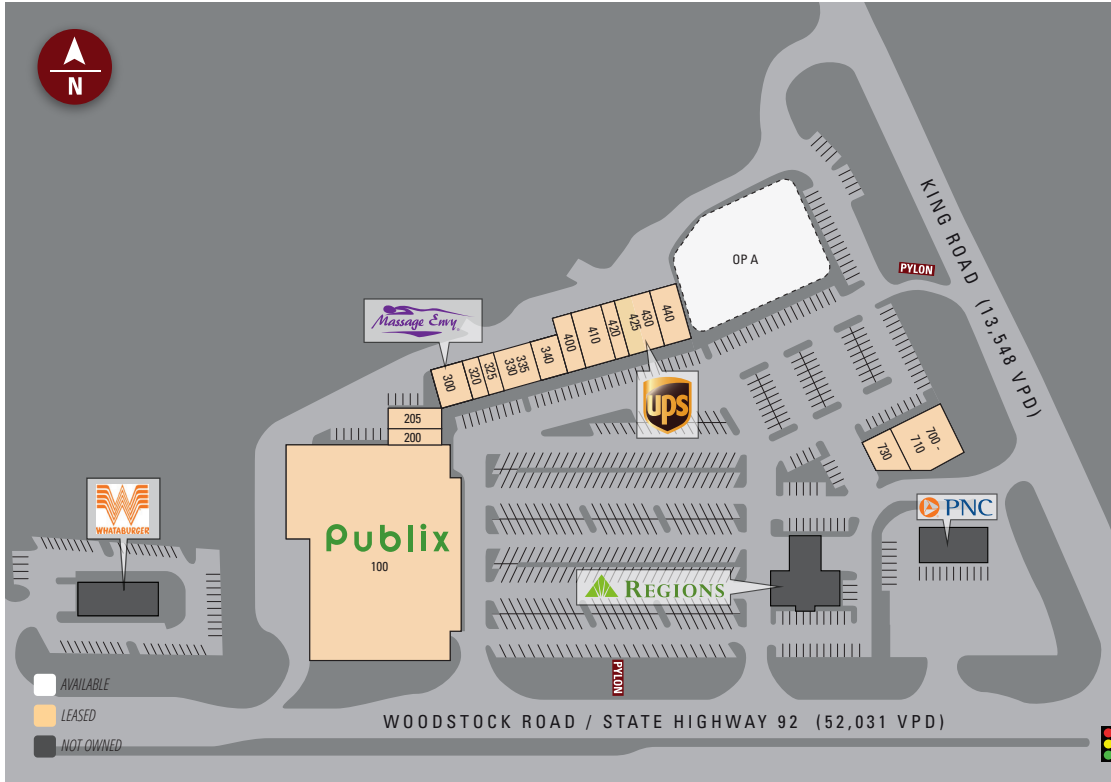 N
KING ROAD (13,548 VPD)
OP A
PYLON
Massage Envy
300
320
325
330
335
340
400
410
420
425
430
440
ups
205
200
700 -
710
730
WHATABURGER
Publix
100
PNC
REGIONS
PYLON
AVAILABLE
LEASED
NOT OWNED
WOODSTOCK ROAD / STATE HIGHWAY 92 (52,031 VPD)